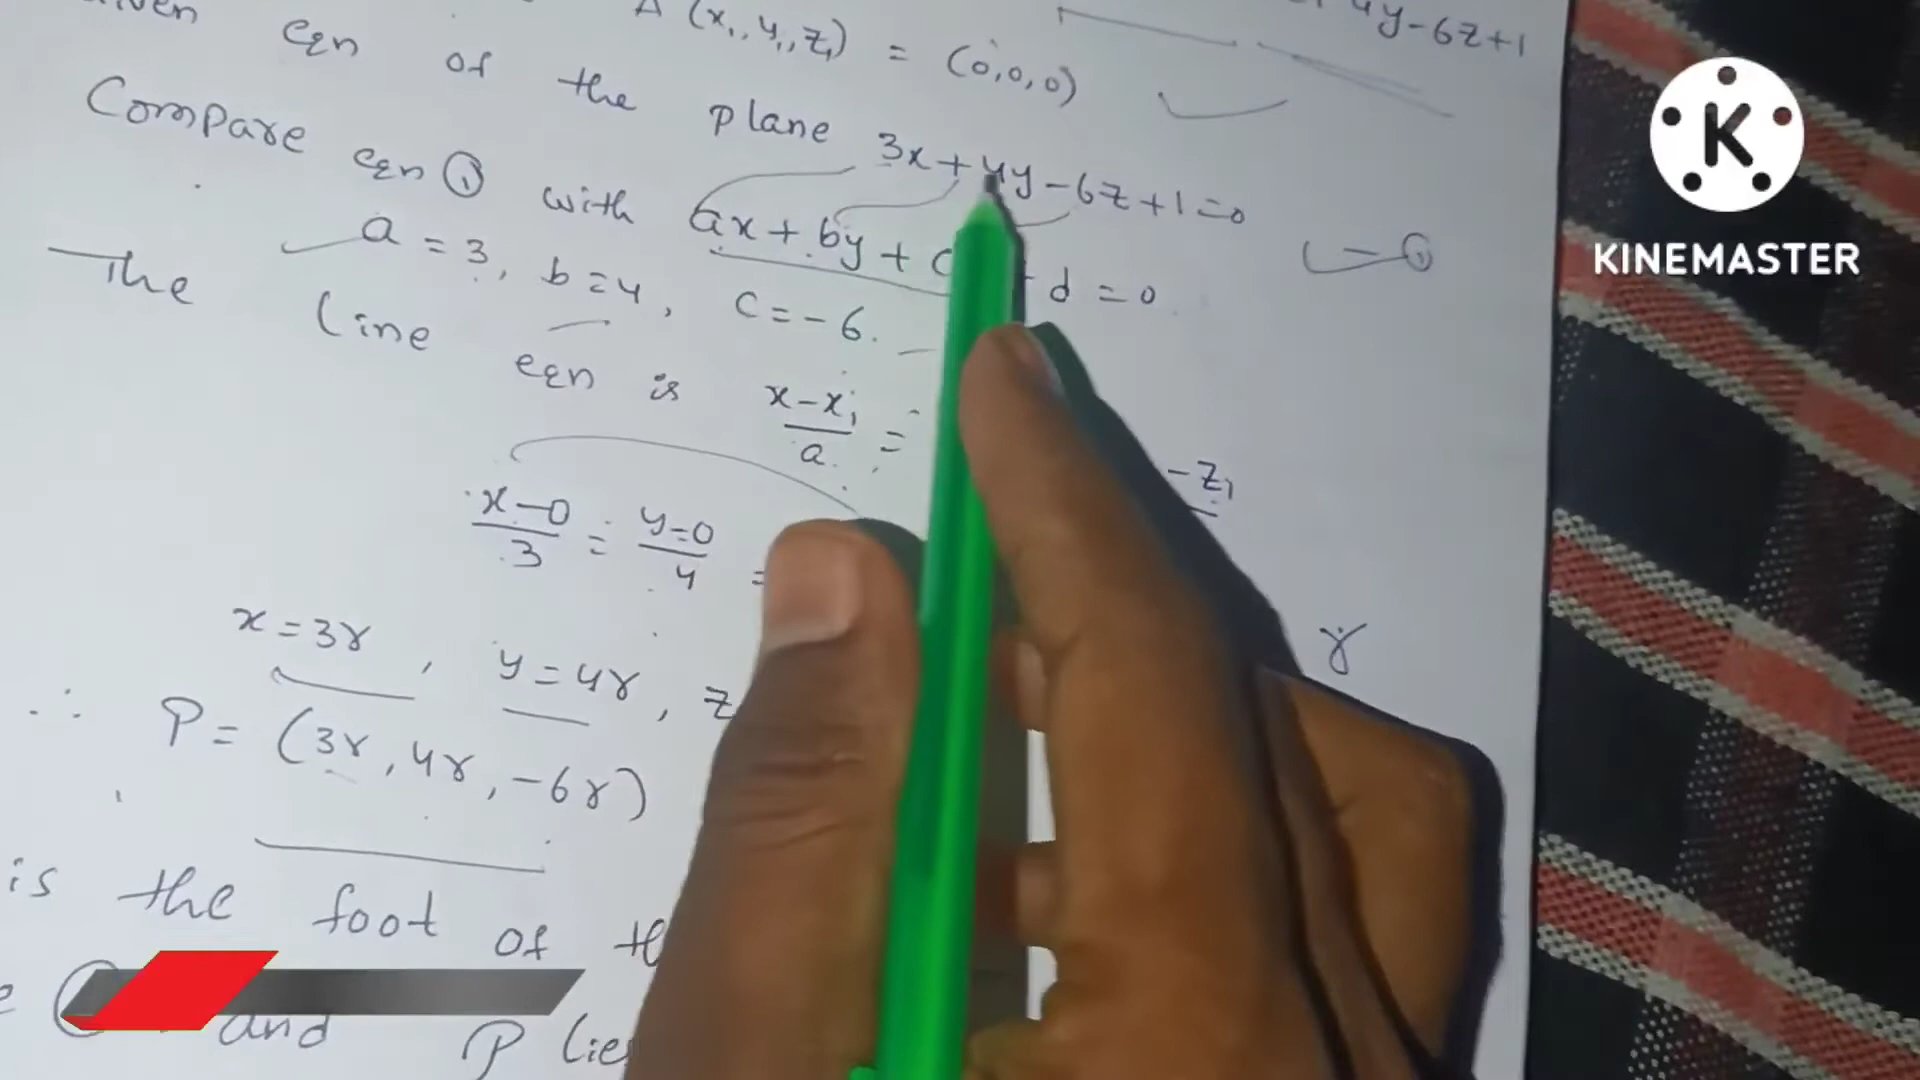 A (x₁, y₁, z₁) = (0,0,0)
4y-6z+1
eqn of the plane 3x+4y-6z+1=0 - ①
Compare eqn ① with ax + by + c + d = 0
a = 3, b = 4, c = -6.
The line eqn is x-x₁/a =
-z₁
x-0/3 = y=0/4 =
x = 3r, y = 4r, z
r
∴ P = (3r, 4r, -6r)
is the foot of
and P lies
K
KINEMASTER